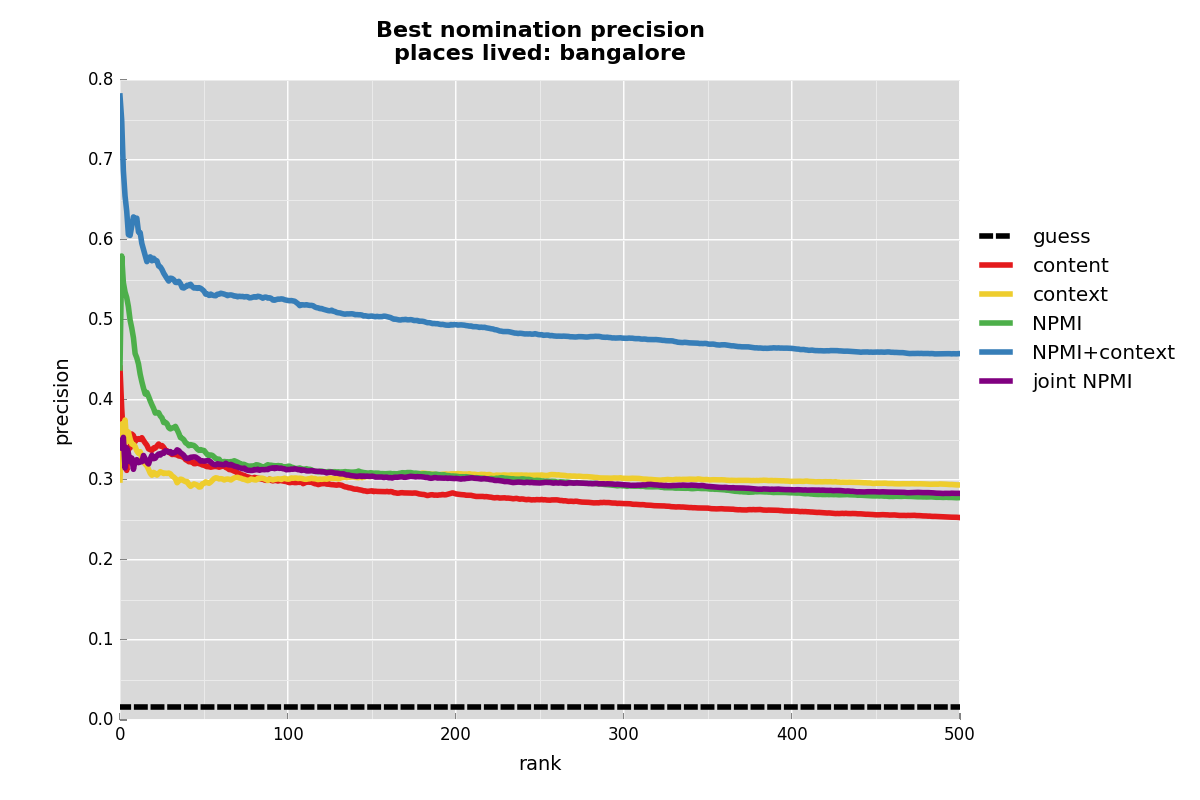 Best nomination precision
places lived: bangalore
precision
0.8
0.7
0.6
0.5
0.4
0.3
0.2
0.1
0.0
0 100 200 300 400 500
rank
guess
content
context
NPMI
NPMI+context
joint NPMI